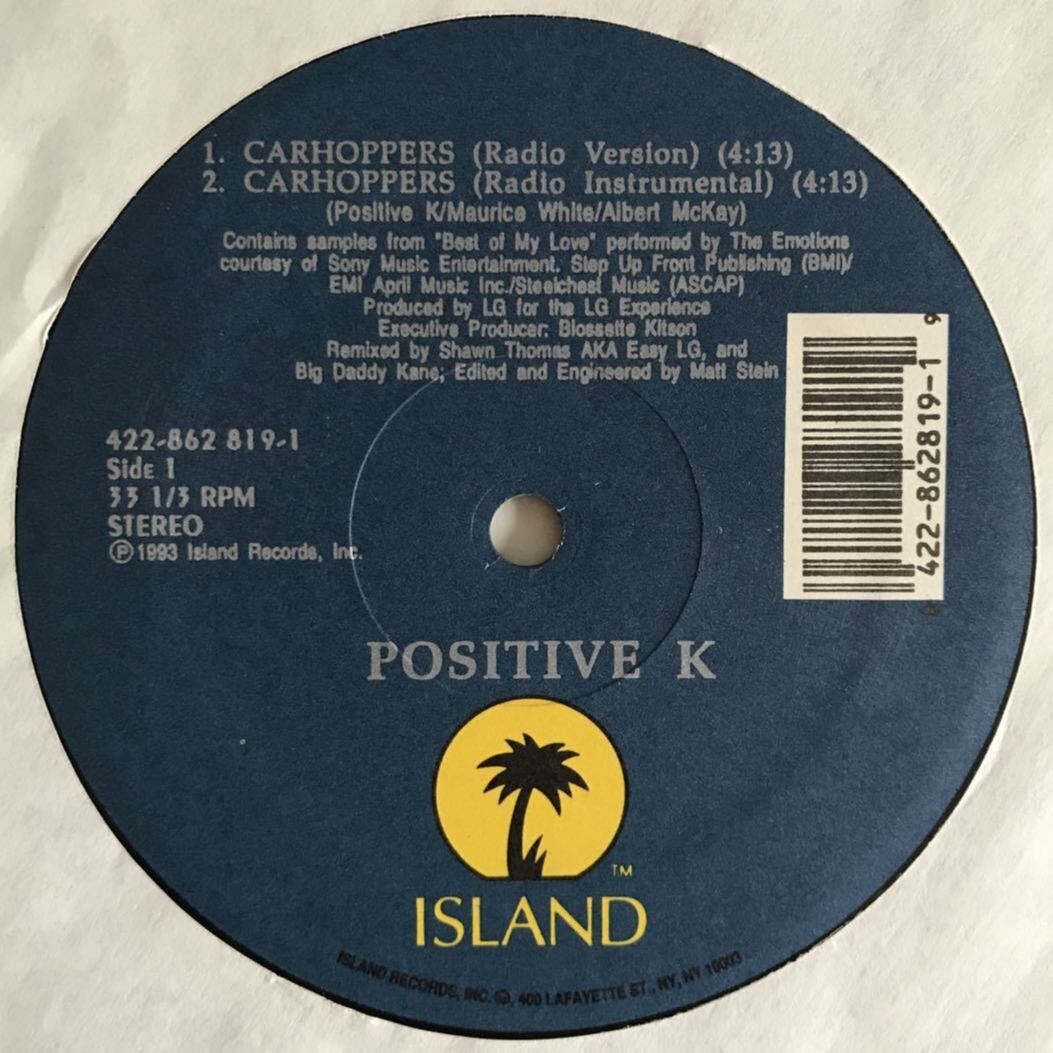 1. CARHOPPERS (Radio Version) (4:13)
2. CARHOPPERS (Radio Instrumental) (4:13)
(Positive K/Maurice White/Albert McKay)
Contains samples from "Best of My Love" performed by The Emotions
courtesy of Sony Music Entertainment. Step Up Front Publishing (BMI)/
EMI April Music Inc./Steelchest Music (ASCAP)
Produced by LG for the LG Experience
Executive Producer: Blossette Kitson
Remixed by Shawn Thomas AKA Easy LG, and
Big Daddy Kane; Edited and Engineered by Matt Stein
422-862 819-1
Side 1
33 1/3 RPM
STEREO
℗ 1993 Island Records, Inc.
422-862819-1 9
POSITIVE K
TM
ISLAND
ISLAND RECORDS, INC. 400 LAFAYETTE ST., NY, NY 10003